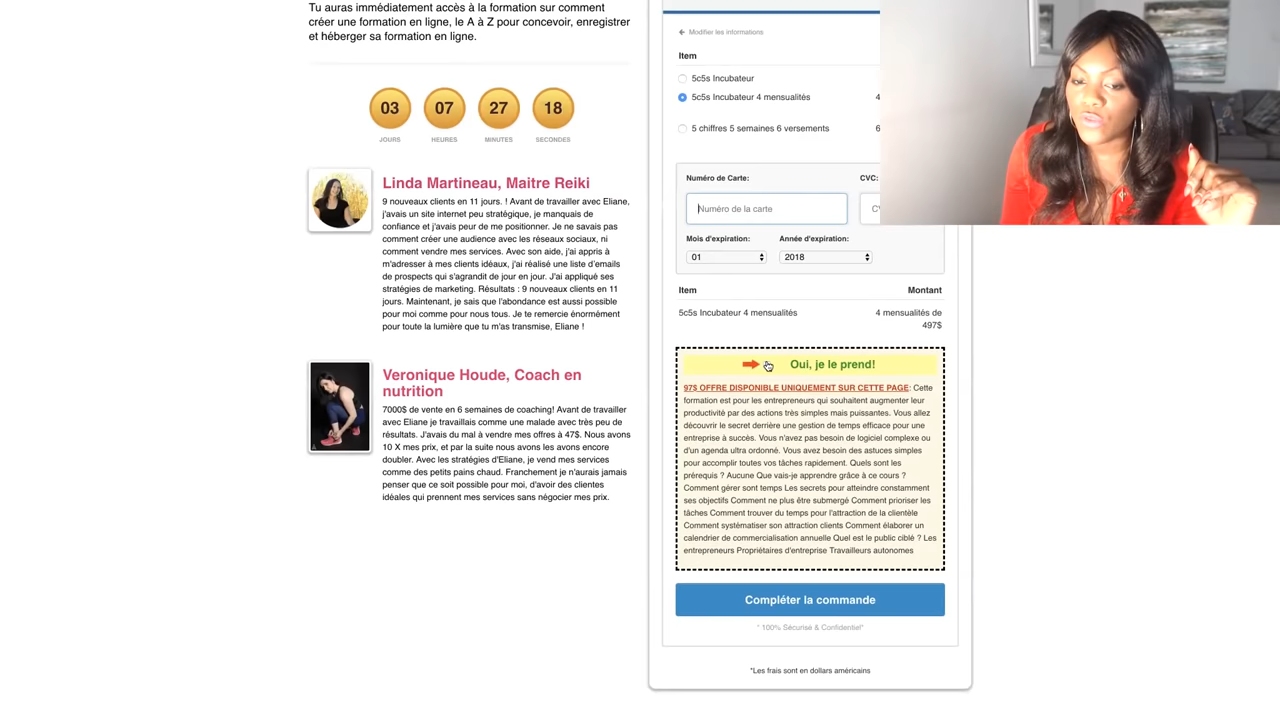 Tu auras immédiatement accès à la formation sur comment
créer une formation en ligne, le A à Z pour concevoir, enregistrer
et héberger sa formation en ligne.
03 07 27 18
JOURS HEURES MINUTES SECONDES
Linda Martineau, Maitre Reiki
9 nouveaux clients en 11 jours. ! Avant de travailler avec Eliane,
j'avais un site internet peu stratégique, je manquais de
confiance et j'avais peur de me positionner. Je ne savais pas
comment créer une audience avec les réseaux sociaux, ni
comment vendre mes services. Avec son aide, j'ai appris à
m'adresser à mes clients idéaux, j'ai réalisé une liste d'emails
de prospects qui s'agrandit de jour en jour. J'ai appliqué ses
stratégies de marketing. Résultats : 9 nouveaux clients en 11
jours. Maintenant, je sais que l'abondance est aussi possible
pour moi comme pour nous tous. Je te remercie énormément
pour toute la lumière que tu m'as transmise, Eliane !
Veronique Houde, Coach en
nutrition
7000$ de vente en 6 semaines de coaching! Avant de travailler
avec Eliane je travaillais comme une malade avec très peu de
résultats. J'avais du mal à vendre mes offres à 47$. Nous avons
10 X mes prix, et par la suite nous avons les avons encore
doubler. Avec les stratégies d'Eliane, je vend mes services
comme des petits pains chaud. Franchement je n'aurais jamais
penser que ce soit possible pour moi, d'avoir des clientes
idéales qui prennent mes services sans négocier mes prix.
Modifier les informations
Item
5c5s Incubateur
5c5s Incubateur 4 mensualités 4
5 chiffres 5 semaines 6 versements 6
Numéro de Carte: CVC:
Numéro de la carte
Mois d'expiration: Année d'expiration:
01 2018
Item Montant
5c5s Incubateur 4 mensualités 4 mensualités de
497$
Oui, je le prend!
97$ OFFRE DISPONIBLE UNIQUEMENT SUR CETTE PAGE: Cette
formation est pour les entrepreneurs qui souhaitent augmenter leur
productivité par des actions très simples mais puissantes. Vous allez
découvrir le secret derrière une gestion de temps efficace pour une
entreprise à succès. Vous n'avez pas besoin de logiciel complexe ou
d'un agenda ultra ordonné. Vous avez besoin des astuces simples
pour accomplir toutes vos tâches rapidement. Quels sont les
prérequis ? Aucune Que vais-je apprendre grâce à ce cours ?
Comment gérer sont temps Les secrets pour atteindre constamment
ses objectifs Comment ne plus être submergé Comment prioriser les
tâches Comment trouver du temps pour l'attraction de la clientèle
Comment systèmatiser son attraction clients Comment élaborer un
calendrier de commercialisation annuelle Quel est le public ciblé ? Les
entrepreneurs Propriétaires d'entreprise Travailleurs autonomes
Compléter la commande
* 100% Sécurisé & Confidentiel*
*Les frais sont en dollars américains